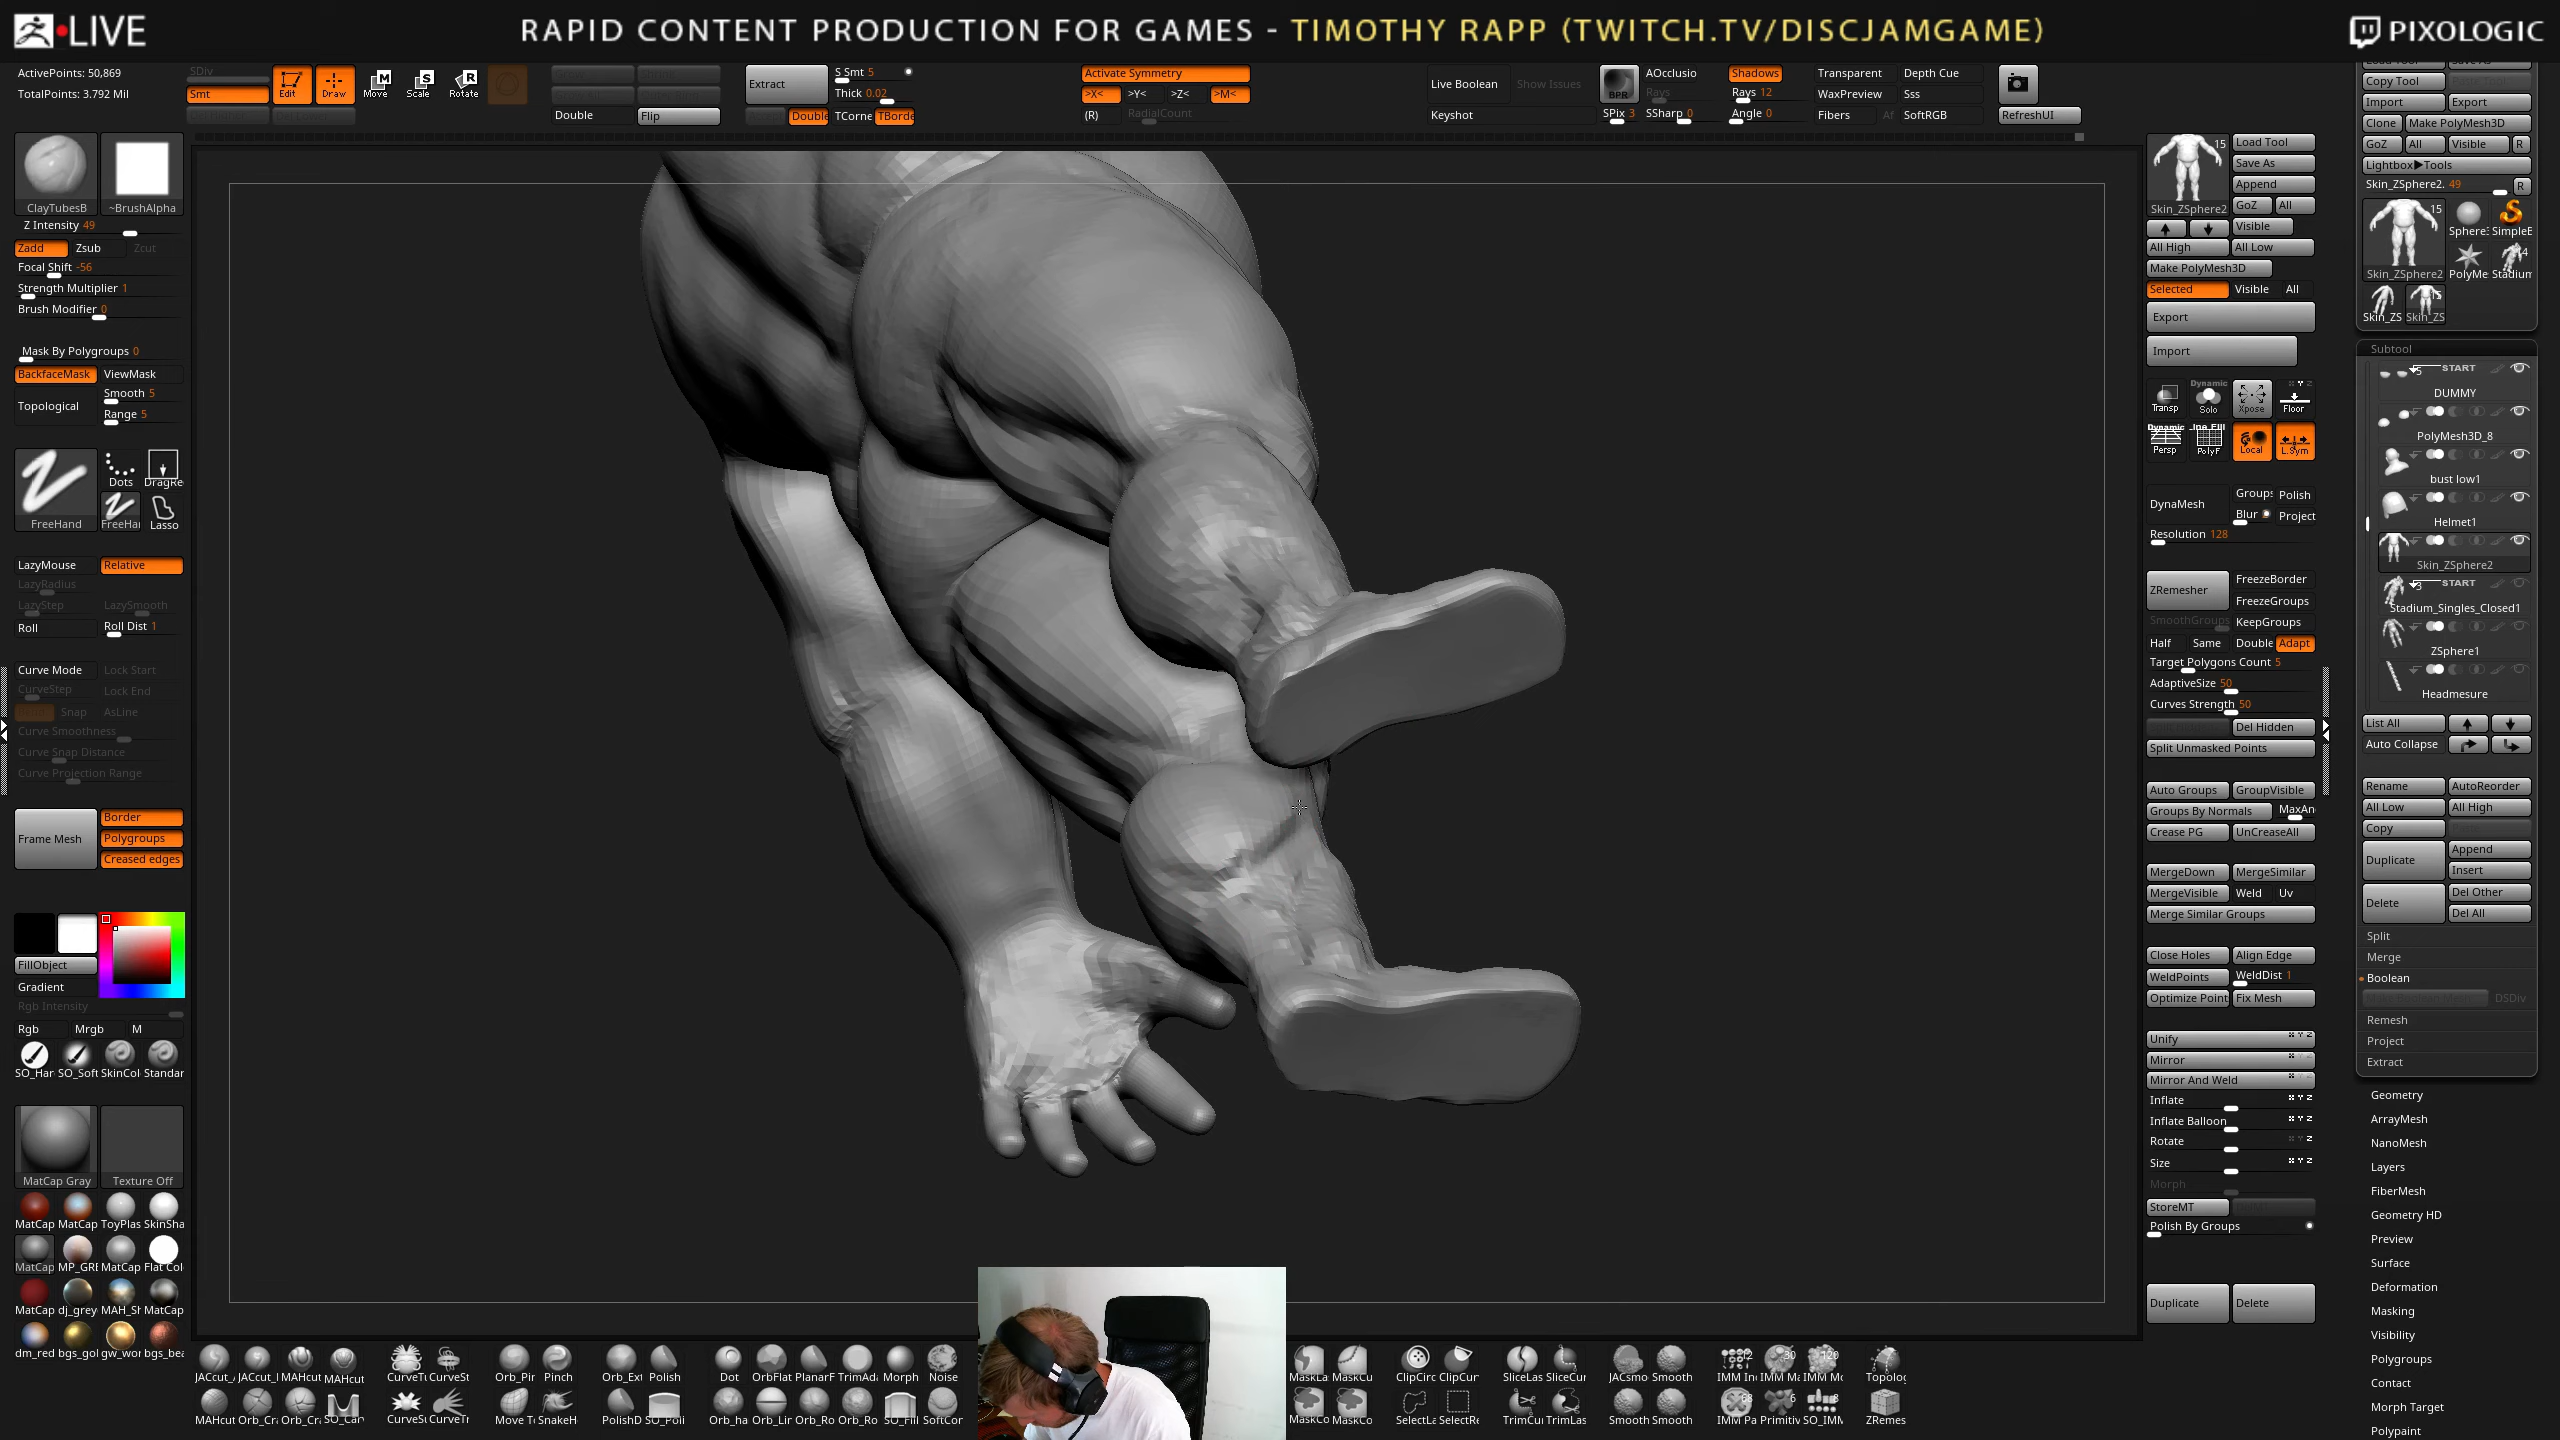 LIVE
RAPID CONTENT PRODUCTION FOR GAMES - TIMOTHY RAPP (TWITCH.TV/DISCJAMGAME)
PIXOLOGIC
ActivePoints: 50,869
TotalPoints: 3.792 Mil
SDiv
Smt
Edit
Draw
Move
Scale
Rotate
Double
Flip
Extract
S Smt 5
Thick 0.02
Double
TCorne
TBorde
Activate Symmetry
>X<
>Y<
>Z<
>M<
(R)
RadialCount
Live Boolean
Show Issues
Keyshot
BPR
SPix 3
AOcclusio
Rays
SSharp 0
Shadows
Rays 12
Angle 0
Transparent
Depth Cue
WaxPreview
Sss
Fibers
SoftRGB
RefreshUI
ClayTubesB
~BrushAlpha
Z Intensity 49
Zadd
Zsub
Zcut
Focal Shift -56
Strength Multiplier 1
Brush Modifier 0
Mask By Polygroups 0
BackfaceMask
ViewMask
Topological
Smooth 5
Range 5
FreeHand
Dots
DragRe
FreeHar
Lasso
LazyMouse
Relative
LazyRadius
LazyStep
LazySmooth
Roll
Roll Dist 1
Curve Mode
Lock Start
CurveStep
Lock End
Snap
AsLine
Curve Smoothness
Curve Snap Distance
Curve Projection Range
Frame Mesh
Border
Polygroups
Creased edges
FillObject
Gradient
Rgb Intensity
Rgb
Mrgb
M
SO_Har
SO_Soft
SkinCol
Standar
MatCap Gray
Texture Off
MatCap
MatCap
ToyPlas
SkinSha
MatCap
MP_GRE
MatCap
Flat Col
MatCap
dj_grey
MAH_SI
MatCap
dm_red
bgs_gol
gw_wor
bgs_bea
15
Skin_ZSphere2
Load Tool
Save As
Append
GoZ
All
Visible
All High
All Low
Make PolyMesh3D
Selected
Visible
All
Export
Import
Transp
Dynamic
Solo
Xpose
Floor
Dynamic
Persp
PolyF
Local
L.Sym
DynaMesh
Groups
Polish
Blur
Project
Resolution 128
ZRemesher
FreezeBorder
FreezeGroups
SmoothGroups
KeepGroups
Half
Same
Double
Adapt
Target Polygons Count 5
AdaptiveSize 50
Curves Strength 50
Del Hidden
Split Unmasked Points
Auto Groups
GroupVisible
Groups By Normals
MaxAn
Crease PG
UnCreaseAll
MergeDown
MergeSimilar
MergeVisible
Weld
Uv
Merge Similar Groups
Close Holes
Align Edge
WeldPoints
WeldDist 1
Optimize Point
Fix Mesh
Unify
Mirror
Mirror And Weld
Inflate
Inflate Balloon
Rotate
Size
Morph
StoreMT
Polish By Groups
Duplicate
Delete
Copy Tool
Import
Export
Clone
Make PolyMesh3D
GoZ
All
Visible
R
Lightbox▶Tools
Skin_ZSphere2. 49
R
15
Skin_ZSphere2
SimpleB
PolyMe
Stadium
Skin_ZS
Skin_ZS
Subtool
START
DUMMY
PolyMesh3D_8
bust low1
Helmet1
Skin_ZSphere2
START
Stadium_Singles_Closed1
ZSphere1
Headmesure
List All
Auto Collapse
Rename
AutoReorder
All Low
All High
Copy
Duplicate
Append
Insert
Delete
Del Other
Del All
Split
Merge
Boolean
DSDiv
Remesh
Project
Extract
Geometry
ArrayMesh
NanoMesh
Layers
FiberMesh
Geometry HD
Preview
Surface
Deformation
Masking
Visibility
Polygroups
Contact
Morph Target
Polypaint
JACcut_
JACcut_
MAHcut
MAHcut
CurveSt
Orb_Pir
Pinch
Orb_Ext
Polish
Dot
OrbFlat
PlanarF
TrimAd
Morph
Noise
MaskLa
MaskCu
ClipCirc
ClipCur
SliceLas
SliceCur
JACsmo
Smooth
IMM
IMM
IMM
Topolog
MAHcut
Orb_Cr
Orb_Cr
CurveTr
Move
SnakeH
PolishD
SO_Poli
Orb_ha
Orb_Lir
Orb_Ro
Orb_Ro
SO_Fill
SoftCor
MaskCo
MaskCo
SelectLa
SelectRe
TrimCur
TrimLas
Smooth
Smooth
IMM Pa
Primitiv
SO_IMM
ZRemes